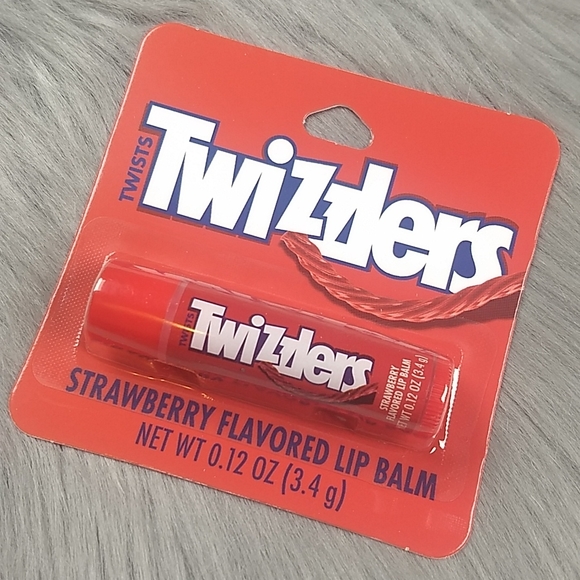 TWISTS
Twizzlers
TWISTS
Twizzlers
STRAWBERRY
FLAVORED LIP BALM
NET WT 0.12 OZ (3.4 g)
STRAWBERRY FLAVORED LIP BALM
NET WT 0.12 OZ (3.4 g)